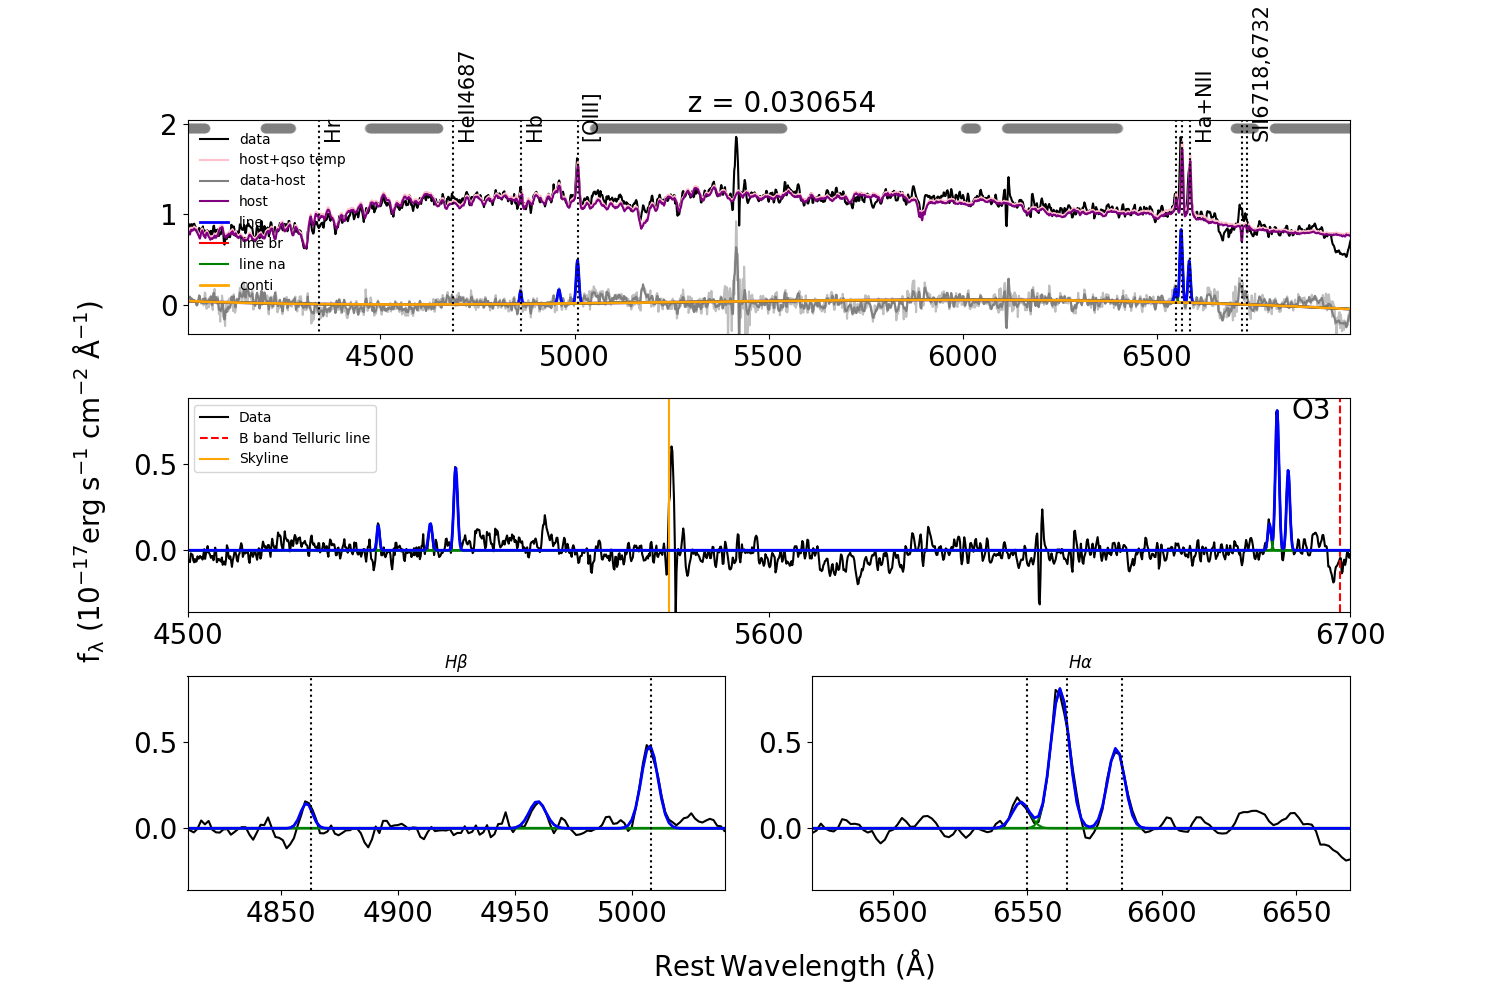 z = 0.030654
Hr
HeII4687
Hb
[OIII]
Ha+NII
SII6718,6732
data
host+qso temp
data-host
host
line
line br
line na
conti
2
1
0
4500 5000 5500 6000 6500
fλ (10−17erg s−1 cm−2 Å−1)
Data
B band Telluric line
Skyline
O3
0.5
0.0
4500 5600 6700
Hβ
0.5
0.0
4850 4900 4950 5000
Hα
0.5
0.0
6500 6550 6600 6650
Rest Wavelength (Å)